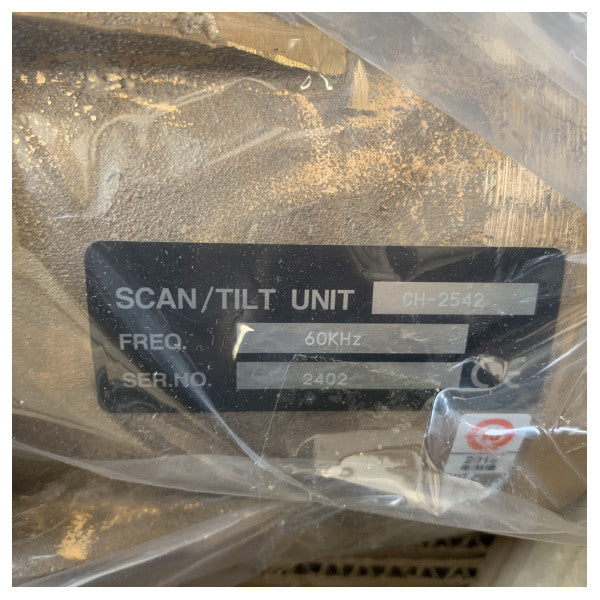 SCAN/TILT UNIT CH-2542
FREQ. 60KHz
SER.NO. 2402